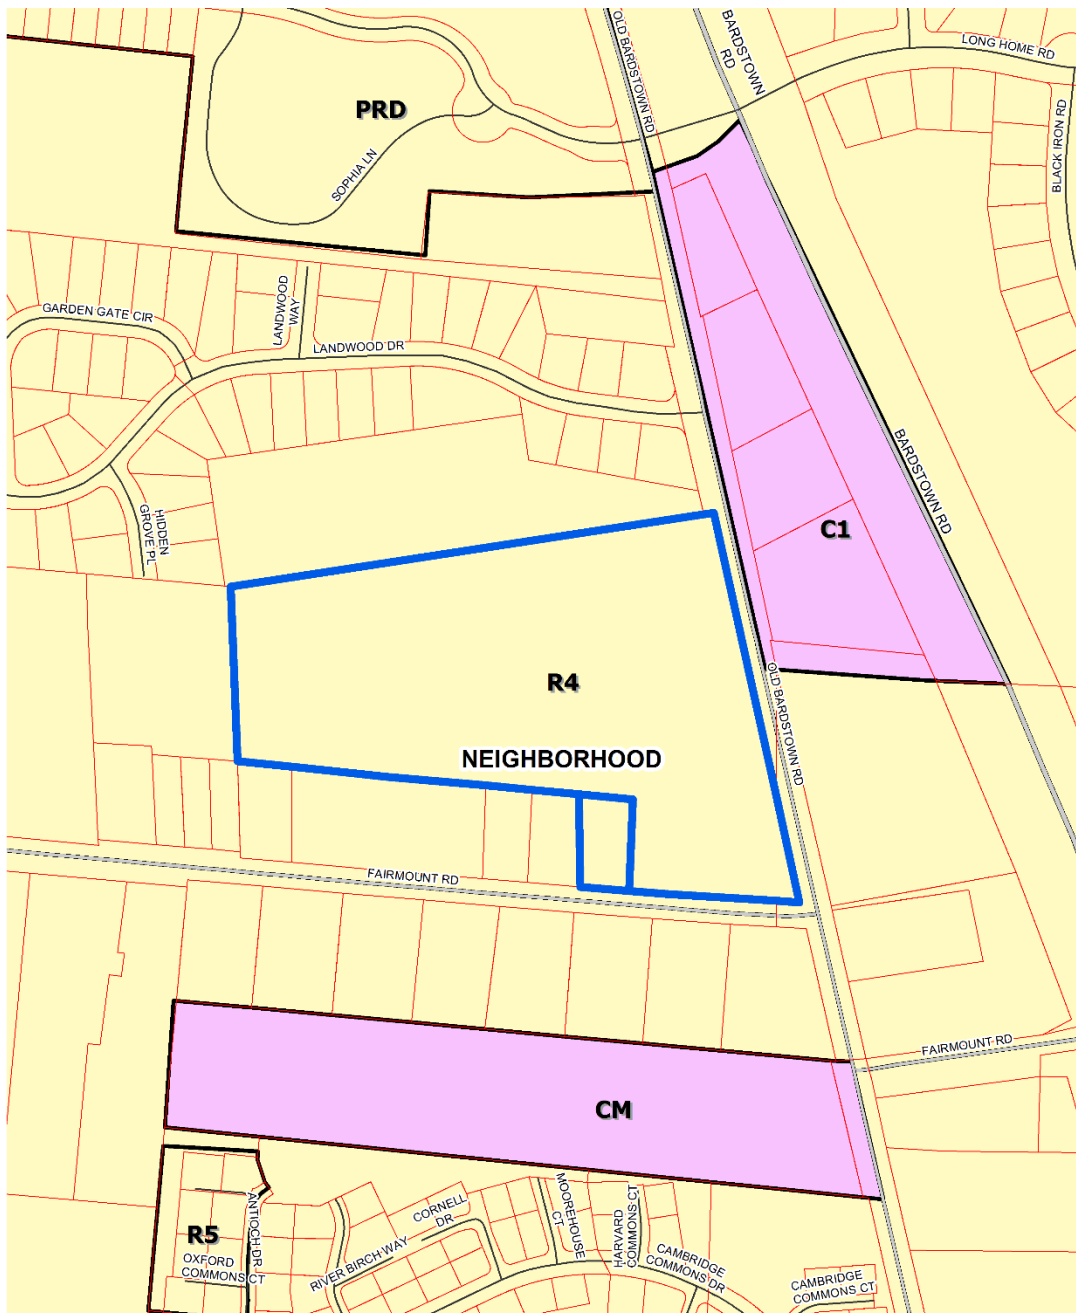 OLD BARDSTOWN RD
BARDSTOWN
RD
LONG HOME RD
PRD
SOPHIA LN
BLACK IRON RD
LANDWOOD
WAY
GARDEN GATE CIR
LANDWOOD DR
BARDSTOWN RD
HIDDEN
GROVE PL
C1
R4
OLD BARDSTOWN RD
NEIGHBORHOOD
FAIRMOUNT RD
FAIRMOUNT RD
CM
MOOREHOUSE
CT
HARVARD
COMMONS CT
CORNELL
DR
ANTIOCH DR
R5
RIVER BIRCH WAY
OXFORD
COMMONS CT
CAMBRIDGE
COMMONS DR
CAMBRIDGE
COMMONS CT